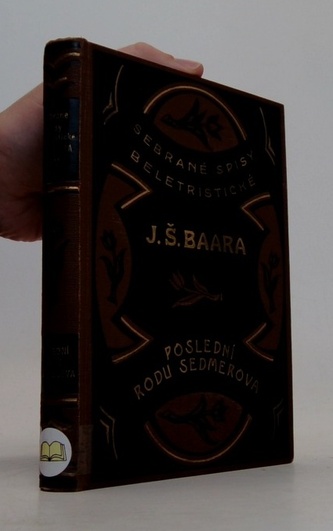 SEBRANÉ SPISY
BELETRISTICKÉ
J.Š.BAARA
POSLEDNÍ
RODU SEDMEROVA